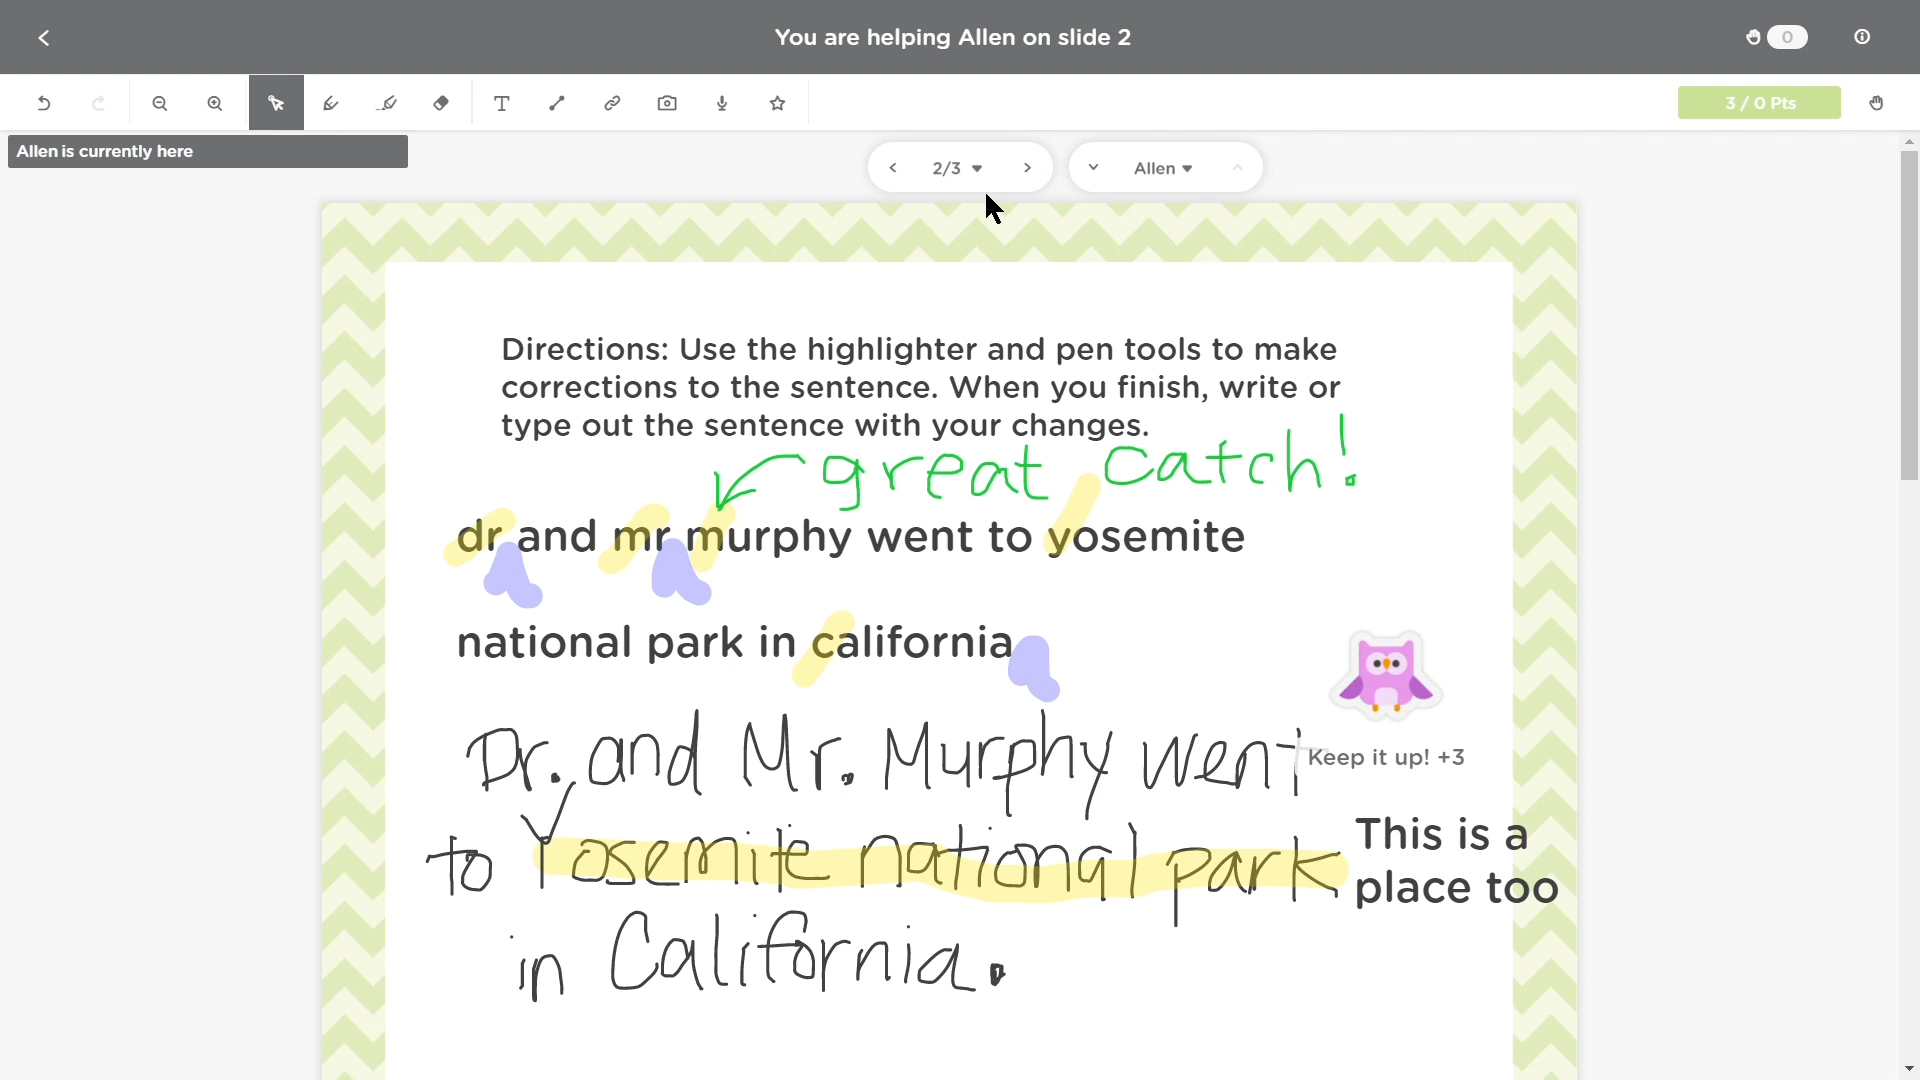 You are helping Allen on slide 2
0
3 / 0 Pts
Allen is currently here
2/3
Allen
Directions: Use the highlighter and pen tools to make
corrections to the sentence. When you finish, write or
type out the sentence with your changes.
great catch!
dr and mr murphy went to yosemite
national park in california
Dr. and Mr. Murphy went
Keep it up! +3
to Yosemite national park
This is a
place too
in California.